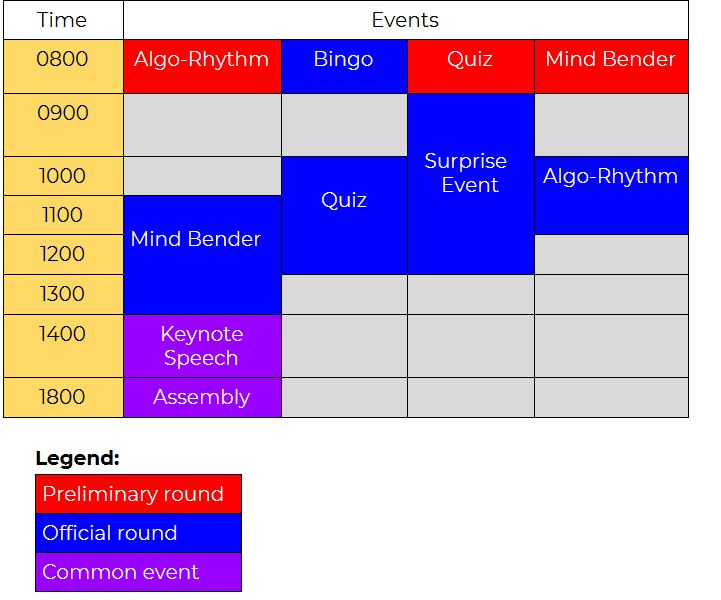 Time Events
0800 Algo-Rhythm Bingo Quiz Mind Bender
0900
Surprise
Event
1000 Quiz Algo-Rhythm
1100 Mind Bender
1200
1300
1400 Keynote
Speech
1800 Assembly
Legend:
Preliminary round
Official round
Common event